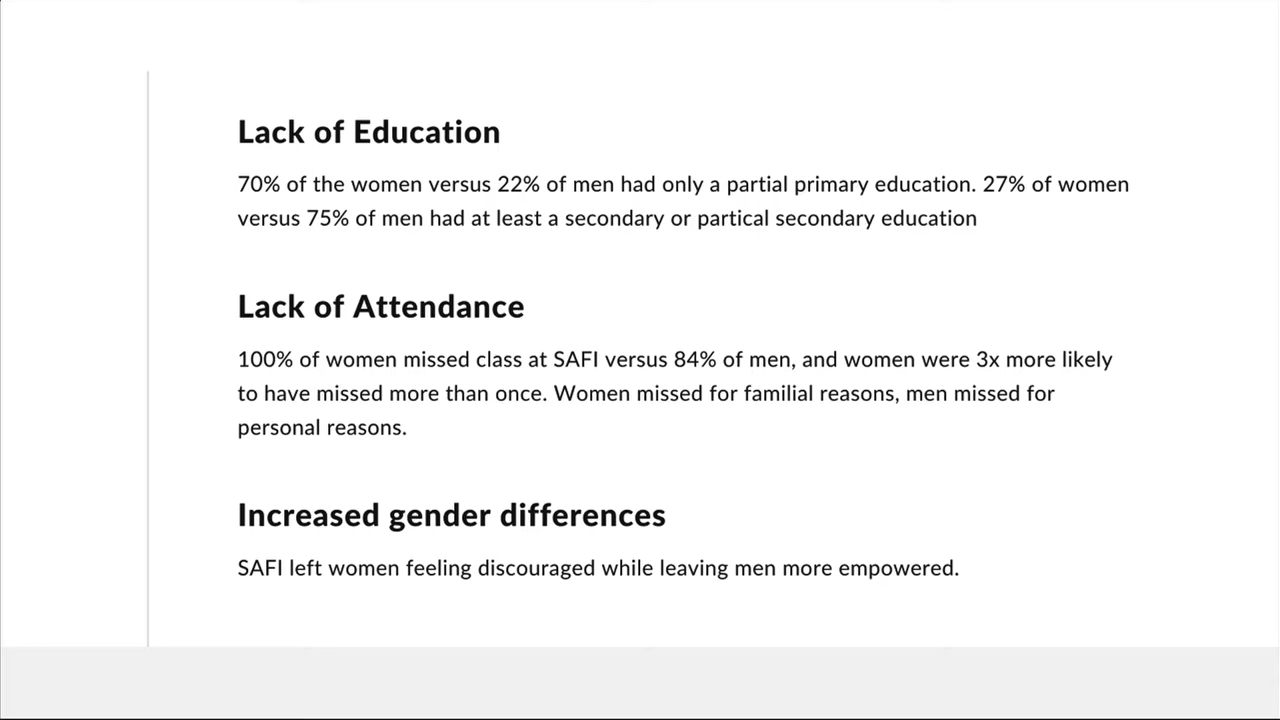 Lack of Education
70% of the women versus 22% of men had only a partial primary education. 27% of women
versus 75% of men had at least a secondary or partical secondary education
Lack of Attendance
100% of women missed class at SAFI versus 84% of men, and women were 3x more likely
to have missed more than once. Women missed for familial reasons, men missed for
personal reasons.
Increased gender differences
SAFI left women feeling discouraged while leaving men more empowered.